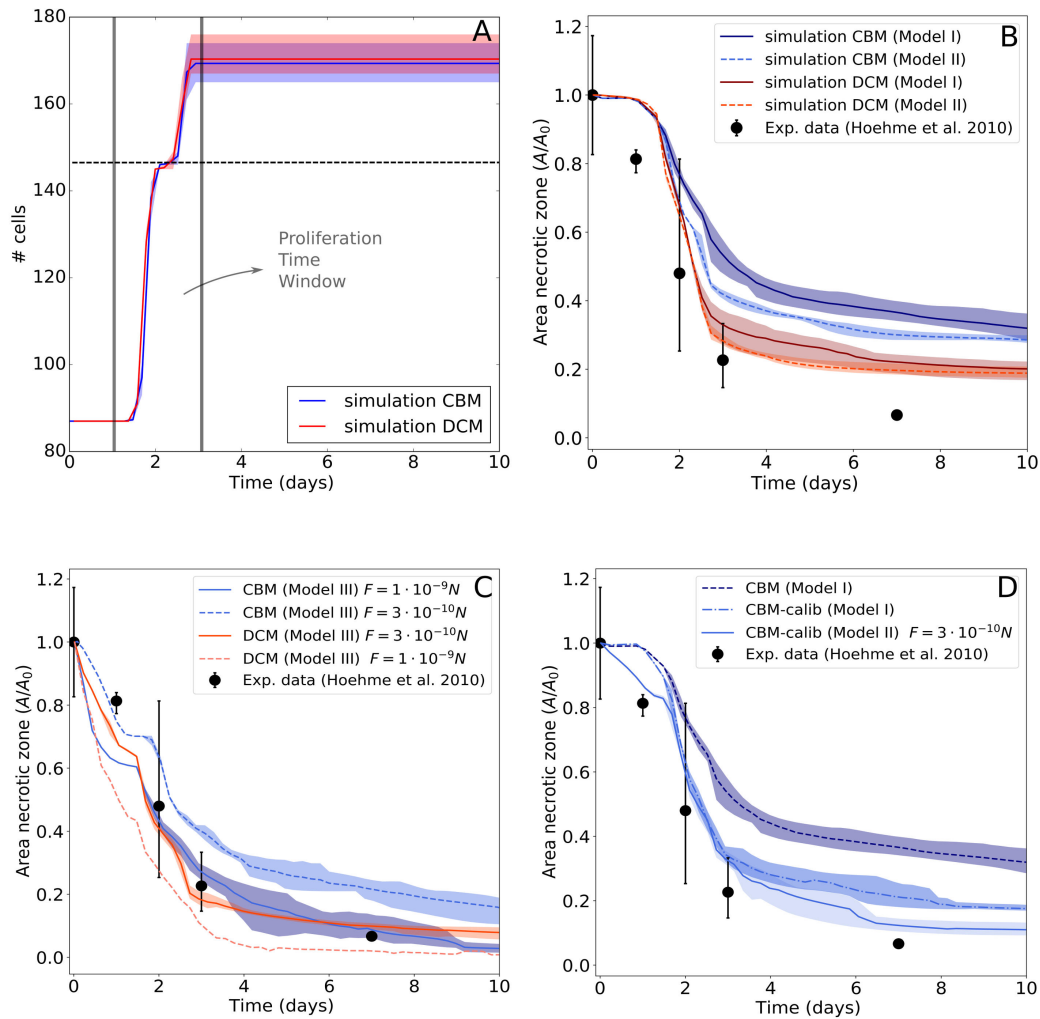 A
180
160
140
120
100
80
# cells
Proliferation
Time
Window
simulation CBM
simulation DCM
0
2
4
6
8
10
Time (days)
B
simulation CBM (Model I)
simulation CBM (Model II)
simulation DCM (Model I)
simulation DCM (Model II)
Exp. data (Hoehme et al. 2010)
1.2
1.0
0.8
0.6
0.4
0.2
0.0
Area necrotic zone (A/A₀)
0
2
4
6
8
10
Time (days)
C
CBM (Model III) F = 1 · 10⁻⁹N
CBM (Model III) F = 3 · 10⁻¹⁰N
DCM (Model III) F = 3 · 10⁻¹⁰N
DCM (Model III) F = 1 · 10⁻⁹N
Exp. data (Hoehme et al. 2010)
1.2
1.0
0.8
0.6
0.4
0.2
0.0
Area necrotic zone (A/A₀)
0
2
4
6
8
10
Time (days)
D
CBM (Model I)
CBM-calib (Model I)
CBM-calib (Model II) F = 3 · 10⁻¹⁰N
Exp. data (Hoehme et al. 2010)
1.2
1.0
0.8
0.6
0.4
0.2
0.0
Area necrotic zone (A/A₀)
0
2
4
6
8
10
Time (days)